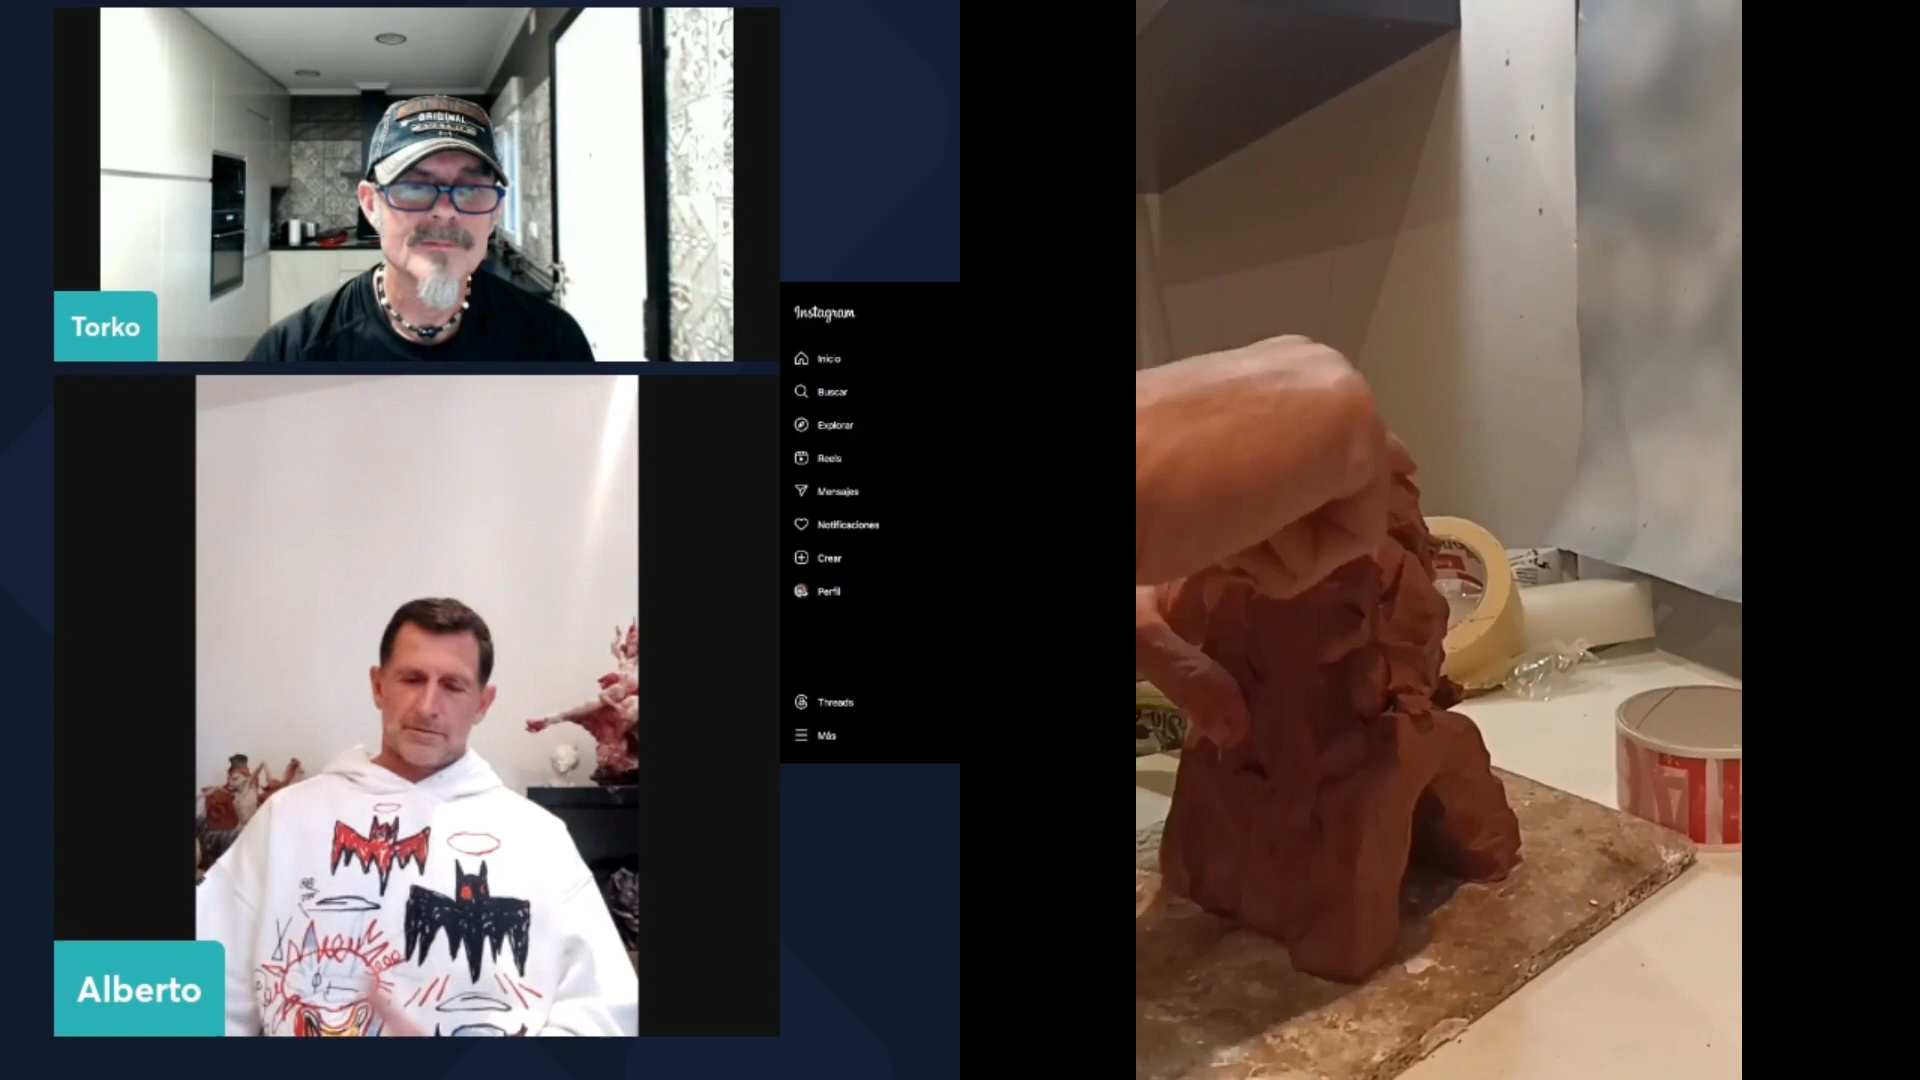 ORIGINAL
Torko
Alberto
Instagram
Inicio
Buscar
Explorar
Reels
Mensajes
Notificaciones
Crear
Perfil
Threads
Más